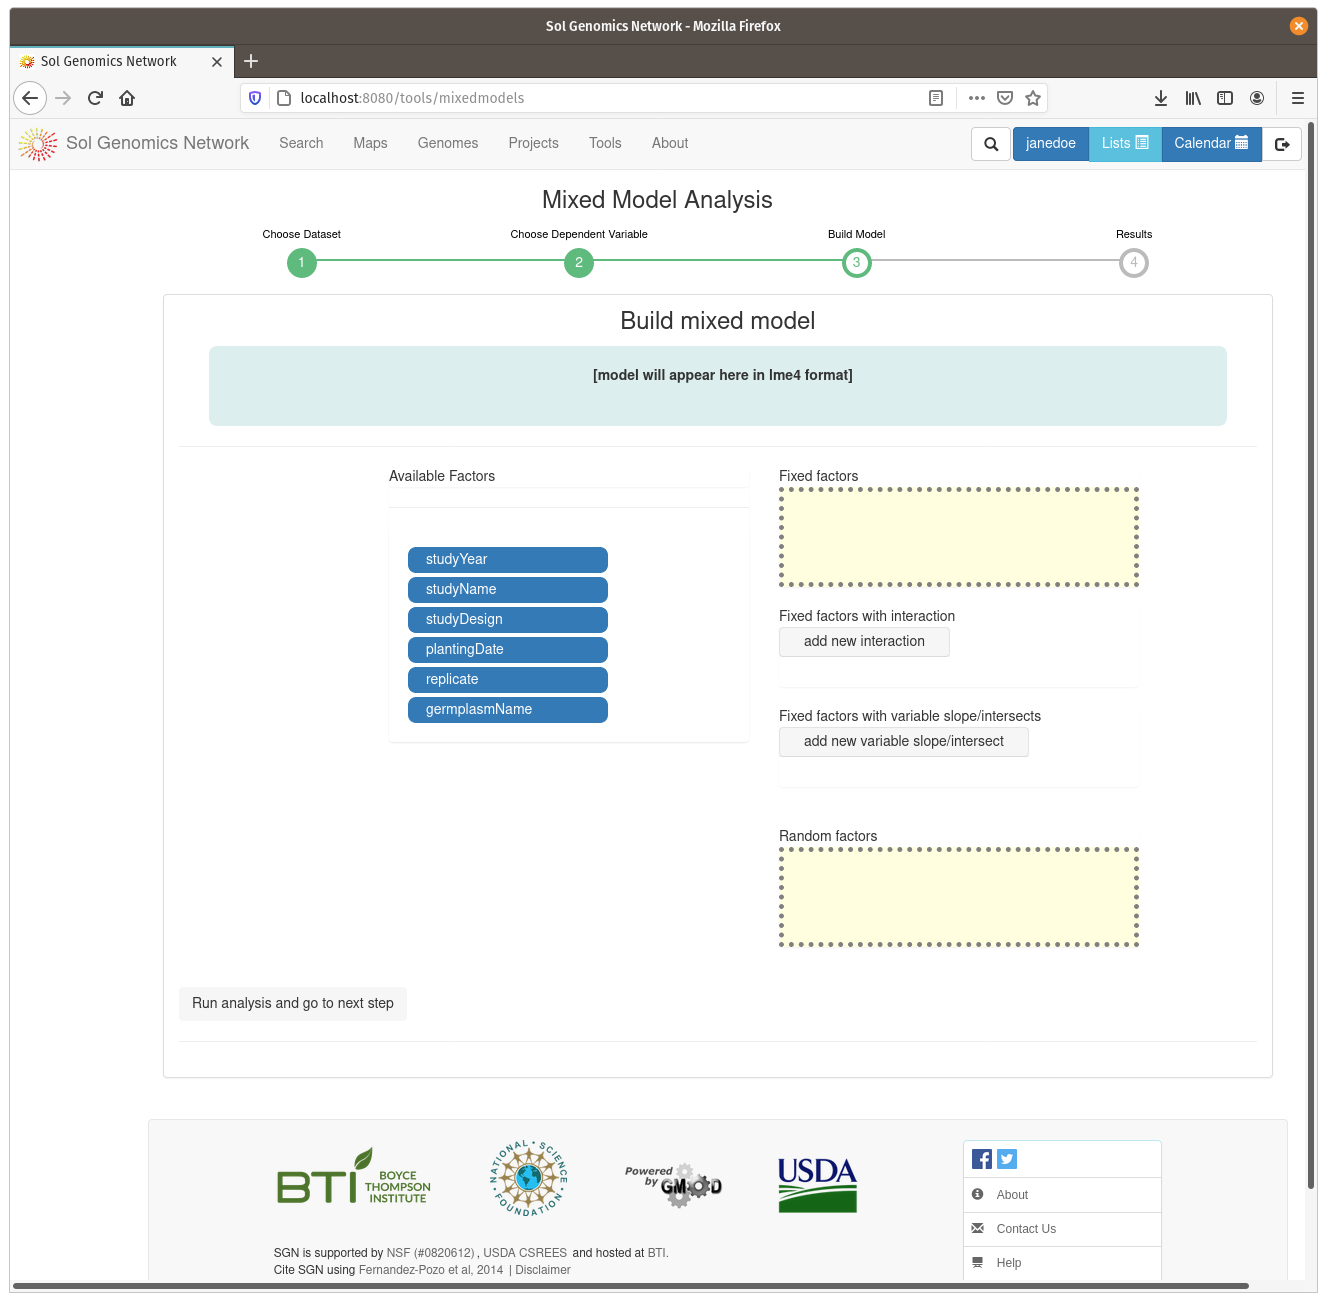 Sol Genomics Network - Mozilla Firefox
Sol Genomics Network
localhost:8080/tools/mixedmodels
Sol Genomics Network Search Maps Genomes Projects Tools About janedoe Lists Calendar
Mixed Model Analysis
Choose Dataset Choose Dependent Variable Build Model Results
1 2 3 4
Build mixed model
[model will appear here in lme4 format]
Available Factors
studyYear
studyName
studyDesign
plantingDate
replicate
germplasmName
Fixed factors
Fixed factors with interaction
add new interaction
Fixed factors with variable slope/intersects
add new variable slope/intersect
Random factors
Run analysis and go to next step
BTI BOYCE
THOMPSON
INSTITUTE
NATIONAL SCIENCE
FOUNDATION
Powered
by GMOD
USDA
SGN is supported by NSF (#0820612) , USDA CSREES and hosted at BTI.
Cite SGN using Fernandez-Pozo et al, 2014 | Disclaimer
About
Contact Us
Help